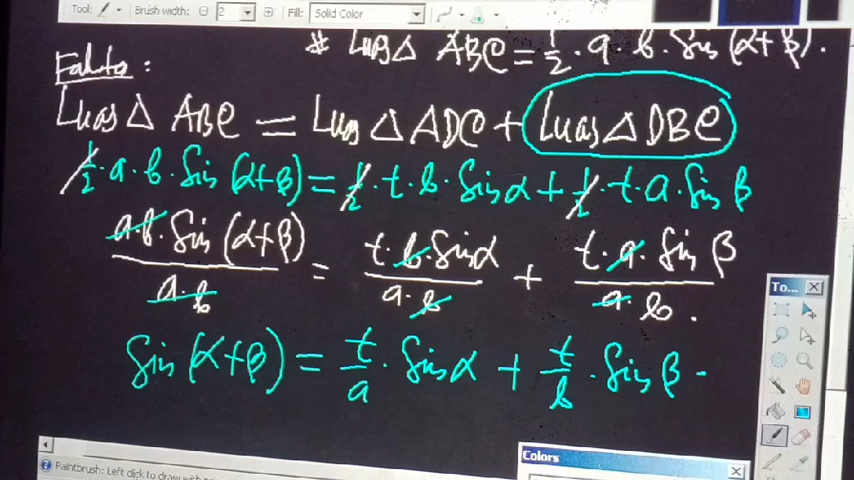 Tool: Brush width: 2 Fill: Solid Color
# Luas Δ ABC = 1/2 · a · b · Sin (α+β).
Fakta :
Luas Δ ABC = Luas Δ ADC + Luas Δ DBC
1/2 · a · b · Sin (α+β) = 1/2 · t · b · Sin α + 1/2 · t · a · Sin β
a·b · Sin (α+β) / a·b = t · b · Sin α / a·b + t · a · Sin β / a·b .
Sin (α+β) = t/a · Sin α + t/b · Sin β .
To...
Colors
Paintbrush: Left click to draw with